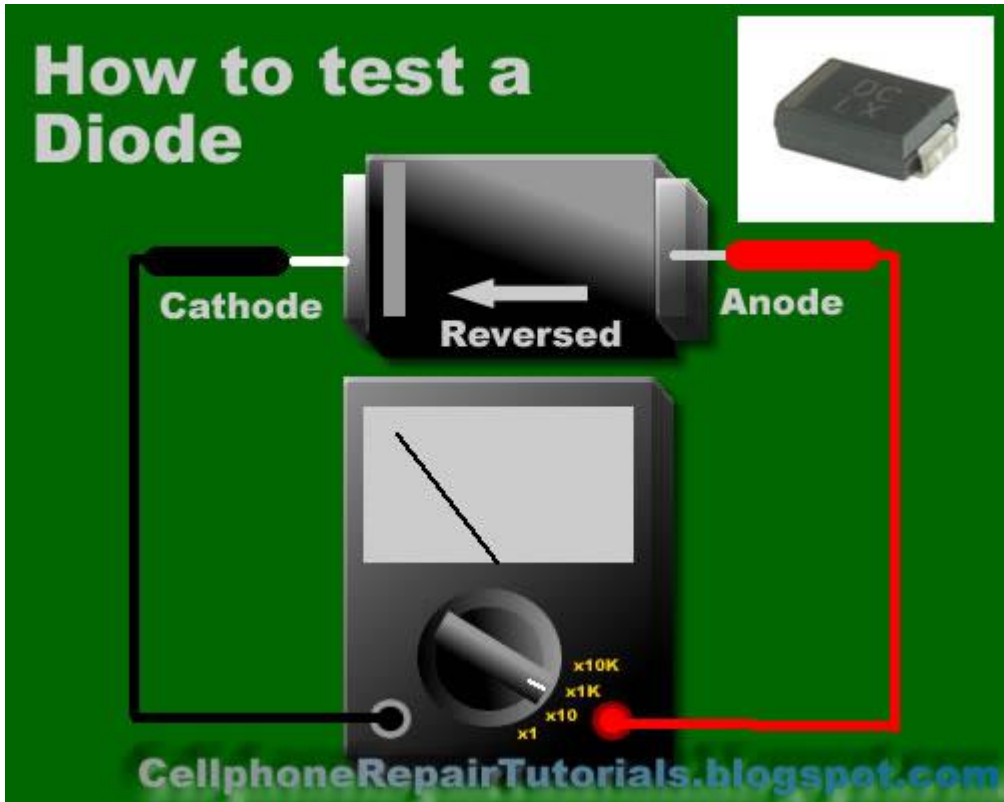 How to test a
Diode
DC
LX
Cathode
Anode
Reversed
x10K
x1K
x10
x1
CellphoneRepairTutorials.blogspot.com